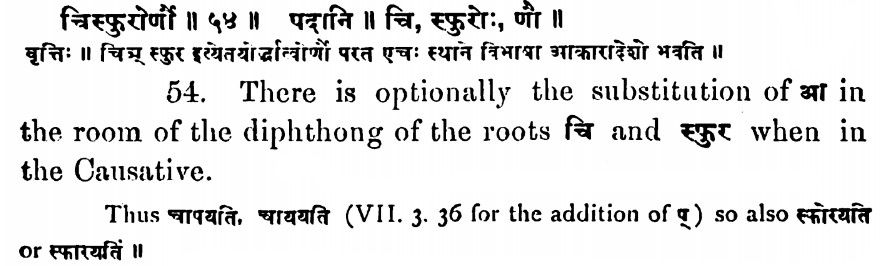 चिस्फुरोर्णौ ॥ ५४ ॥ पदानि ॥ चि, स्फुरोः, णौ ॥
वृत्तिः ॥ चिञ् स्फुर इत्येतयोर्द्धात्वोर्णौ परत एचः स्थाने विभाषा आकारादेशो भवति ॥
54. There is optionally the substitution of आ in
the room of the diphthong of the roots चि and स्फुर when in
the Causative.
Thus चापयति, चाययति (VII. 3. 36 for the addition of प्) so also स्फोरयति
or स्फारयति ॥